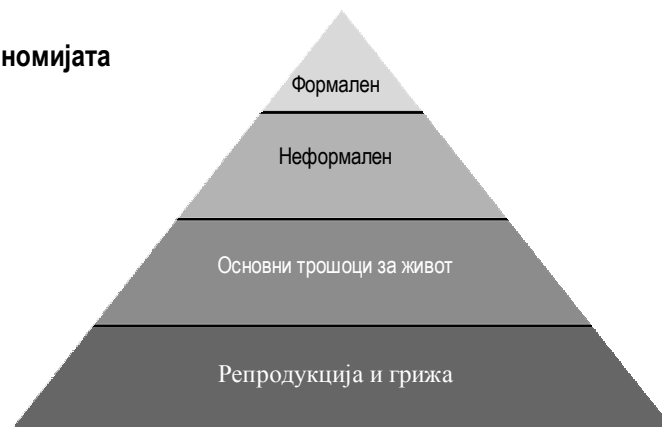 номијата
Формален
Неформален
Основни трошоци за живот
Репродукција и грижа